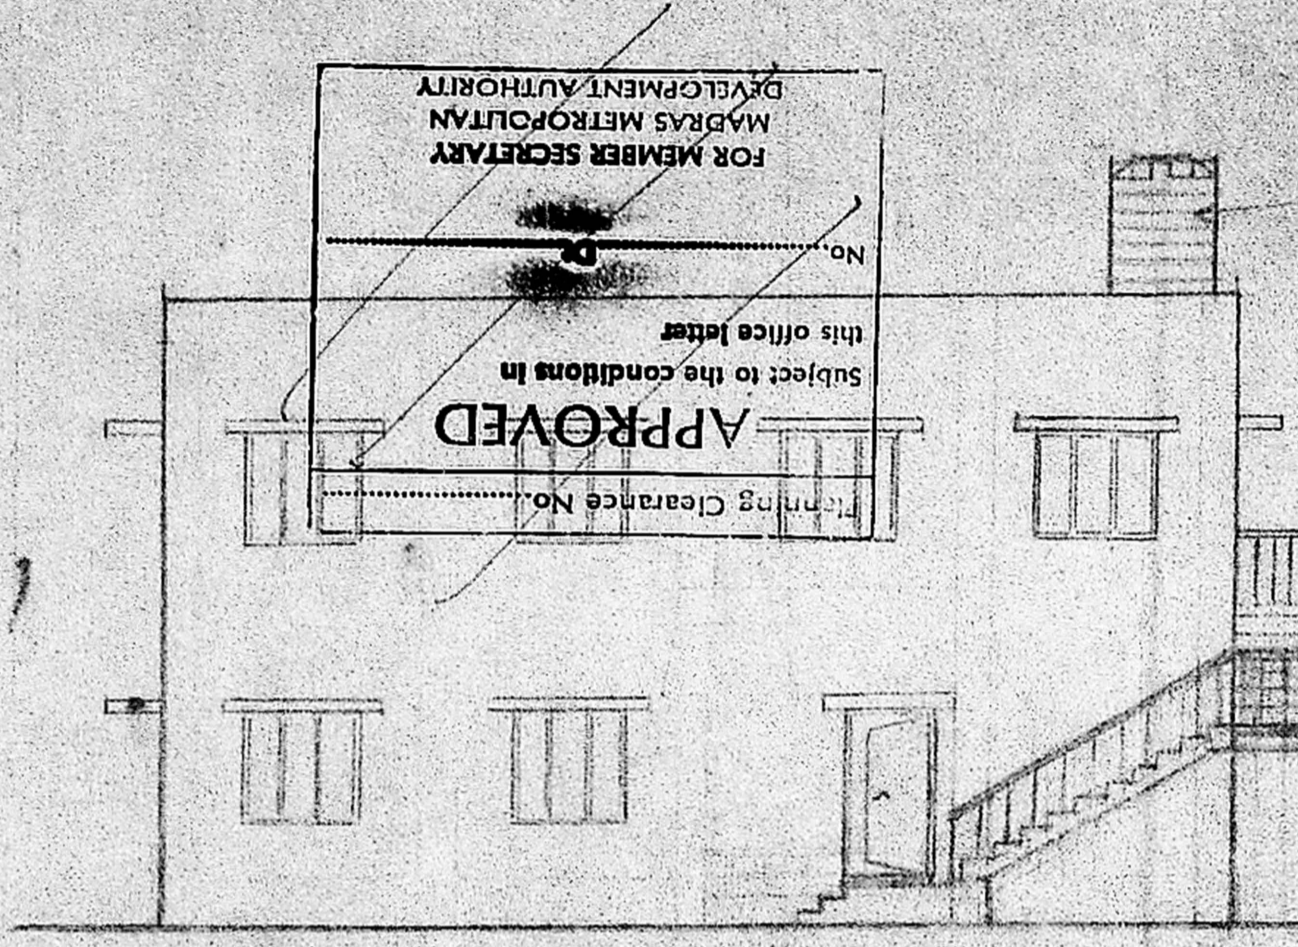 Planning Clearance No..................
APPROVED
Subject to the conditions in
this office letter
No..................Dt..................
FOR MEMBER SECRETARY
MADRAS METROPOLITAN
DEVELOPMENT AUTHORITY